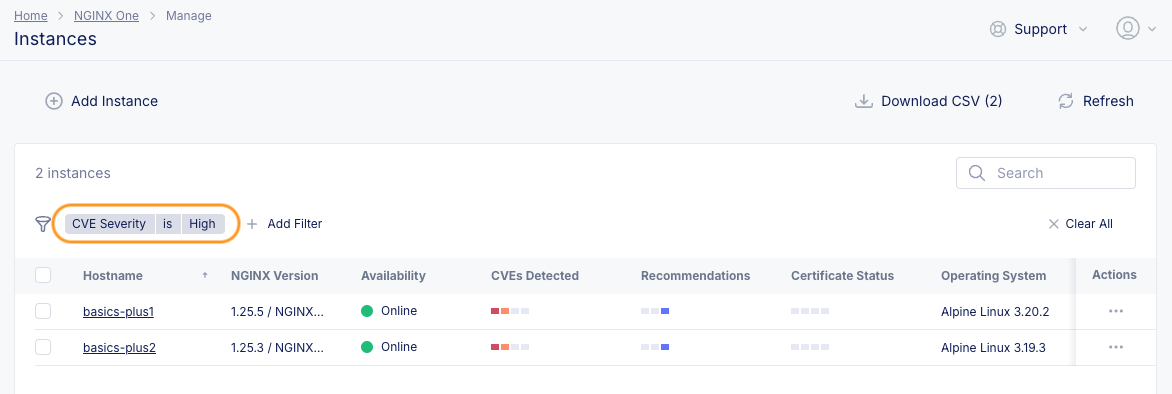 Home > NGINX One > Manage
Instances
Support
Add Instance
Download CSV (2)
Refresh
2 instances
Search
CVE Severity is High
Add Filter
Clear All
Hostname ↑ NGINX Version Availability CVEs Detected Recommendations Certificate Status Operating System Actions
basics-plus1 1.25.5 / NGINX... Online Alpine Linux 3.20.2 ...
basics-plus2 1.25.3 / NGINX... Online Alpine Linux 3.19.3 ...